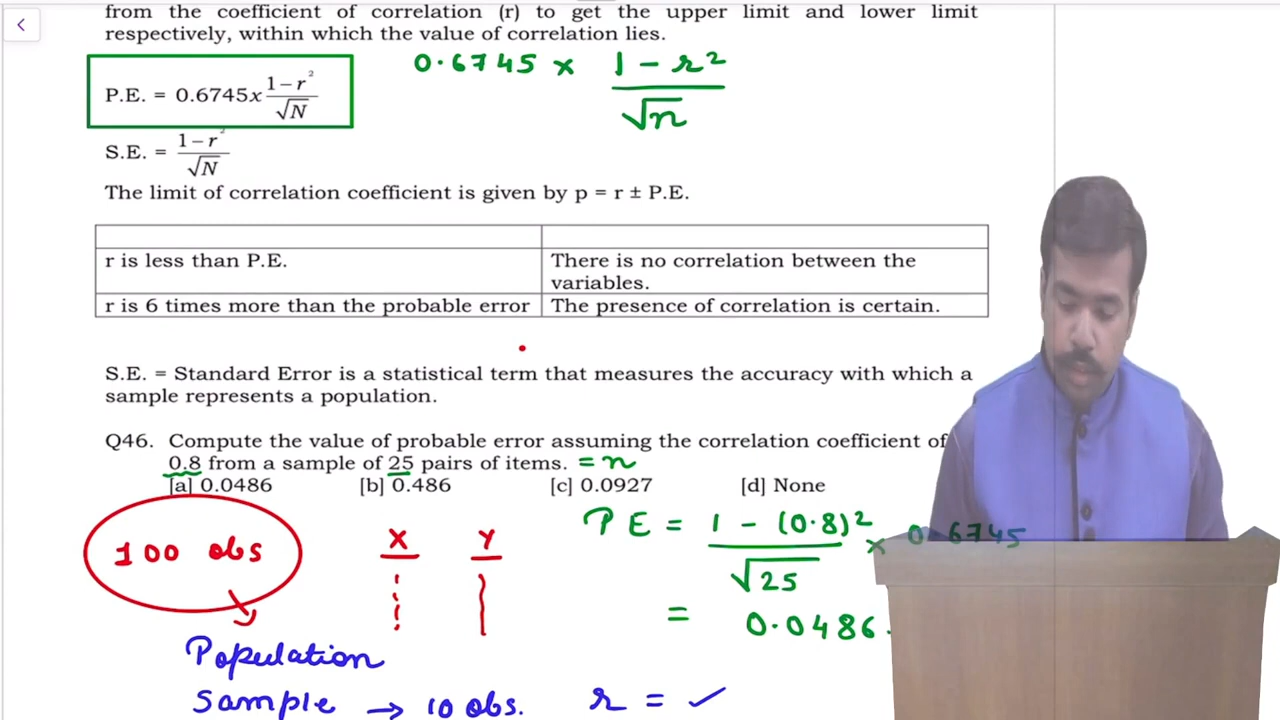 from the coefficient of correlation (r) to get the upper limit and lower limit
respectively, within which the value of correlation lies.
P.E. = 0.6745x 1−r² / √N
0.6745 x 1 − r² / √n
S.E. = 1−r² / √N
The limit of correlation coefficient is given by p = r ± P.E.
r is less than P.E. There is no correlation between the
variables.
r is 6 times more than the probable error The presence of correlation is certain.
S.E. = Standard Error is a statistical term that measures the accuracy with which a
sample represents a population.
Q46. Compute the value of probable error assuming the correlation coefficient of
0.8 from a sample of 25 pairs of items. = n
[a] 0.0486 [b] 0.486 [c] 0.0927 [d] None
PE = 1 − (0.8)² / √25 x 0.6745
100 obs X Y
= 0.0486.
Population
Sample → 10 obs. r = ✓